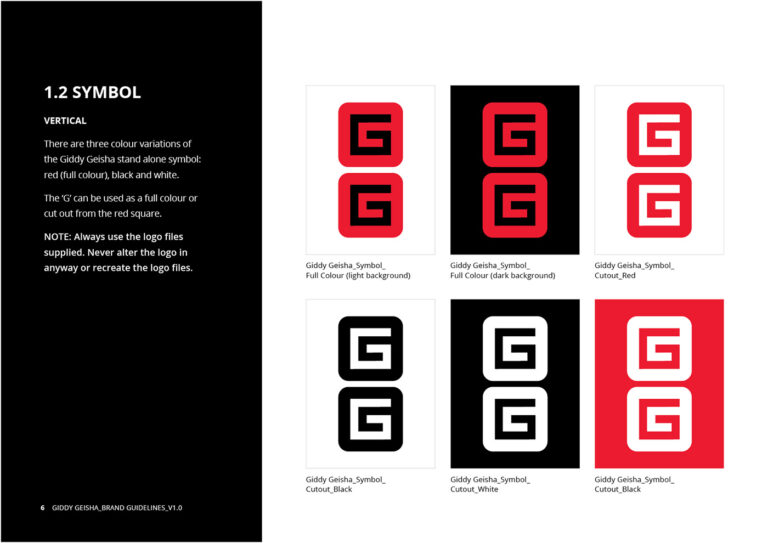 1.2 SYMBOL
VERTICAL
There are three colour variations of
the Giddy Geisha stand alone symbol:
red (full colour), black and white.
The ‘G’ can be used as a full colour or
cut out from the red square.
NOTE: Always use the logo files
supplied. Never alter the logo in
anyway or recreate the logo files.
6 GIDDY GEISHA_BRAND GUIDELINES_V1.0
G
G
Giddy Geisha_Symbol_
Full Colour (light background)
G
G
Giddy Geisha_Symbol_
Full Colour (dark background)
G
G
Giddy Geisha_Symbol_
Cutout_Red
G
G
Giddy Geisha_Symbol_
Cutout_Black
G
G
Giddy Geisha_Symbol_
Cutout_White
G
G
Giddy Geisha_Symbol_
Cutout_Black